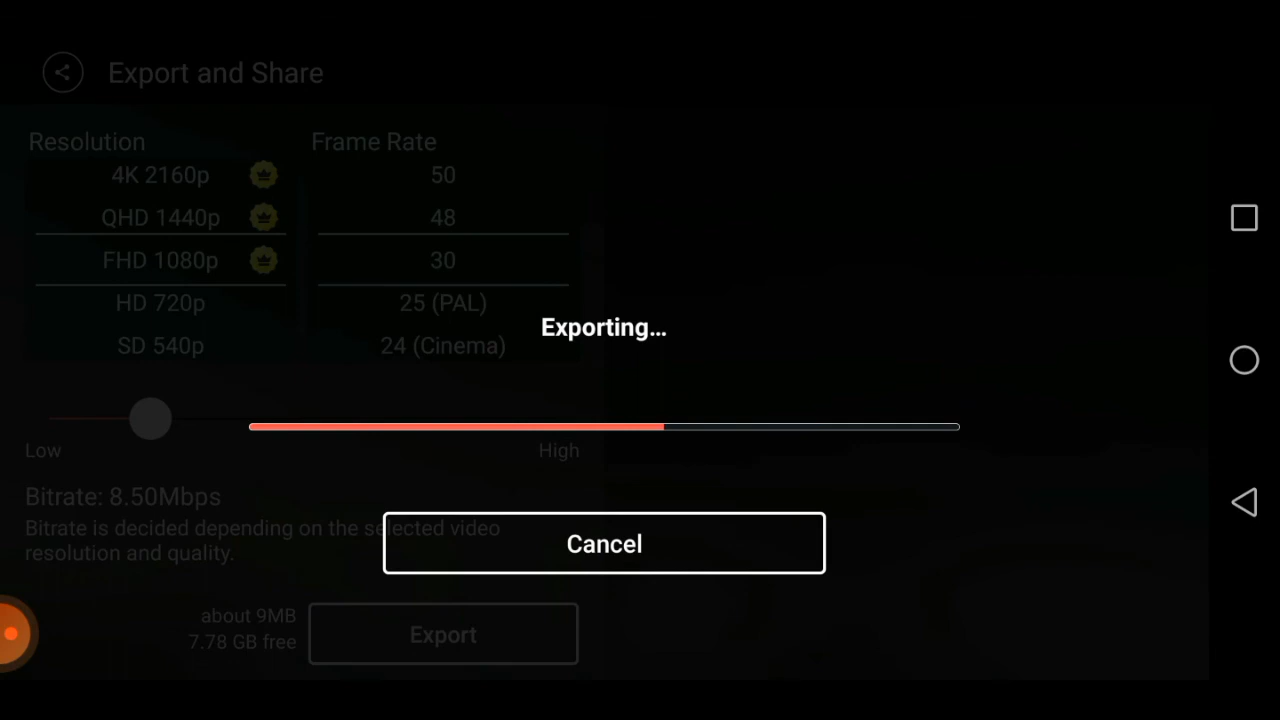 Export and Share
Resolution
Frame Rate
4K 2160p
50
QHD 1440p
48
FHD 1080p
30
HD 720p
25 (PAL)
SD 540p
24 (Cinema)
Exporting...
Low
High
Bitrate: 8.50Mbps
Bitrate is decided depending on the selected video
resolution and quality.
Cancel
about 9MB
7.78 GB free
Export